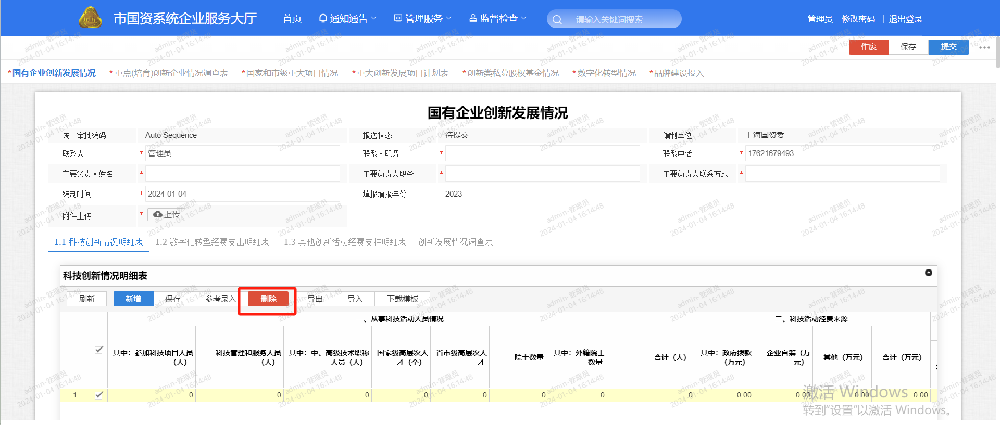 市国资系统企业服务大厅
首页
通知通告
管理服务
监督检查
请输入关键词搜索
管理员 修改密码 | 退出登录
作废 保存 提交
*国有企业创新发展情况 *重点(培育)创新企业情况调查表 *国家和市级重大项目情况 *重大创新发展项目计划表 *创新类私募股权基金情况 *数字化转型情况 *品牌建设投入
国有企业创新发展情况
统一审批编码 Auto Sequence 报送状态 待提交 编制单位 上海国资委
联系人 * 管理员 联系人职务 * 联系电话 * 17621679493
主要负责人姓名 * 主要负责人职务 * 主要负责人联系方式 *
编制时间 * 2024-01-04 填报填报年份 2023
附件上传 * 上传
1.1 科技创新情况明细表 1.2 数字化转型经费支出明细表 1.3 其他创新活动经费支持明细表 创新发展情况调查表
科技创新情况明细表
刷新 新增 保存 参考录入 删除 导出 导入 下载模板
一、从事科技活动人员情况 二、科技活动经费来源
其中：参加科技项目人员（人）
科技管理和服务人员（人）
其中：中、高级技术职称人员（人）
国家级高层次人才（个）
省市级高层次人才
院士数量
其中：外籍院士数量
合计（人）
其中：政府拨款（万元）
企业自筹（万元）
其他（万元）
合计（万元）
1 0 0 0 0 0 0 0 0 0.00 0.00 0.00 0.00
激活 Windows
转到“设置”以激活 Windows。
admin-管理员
2024-01-04 16:14:48